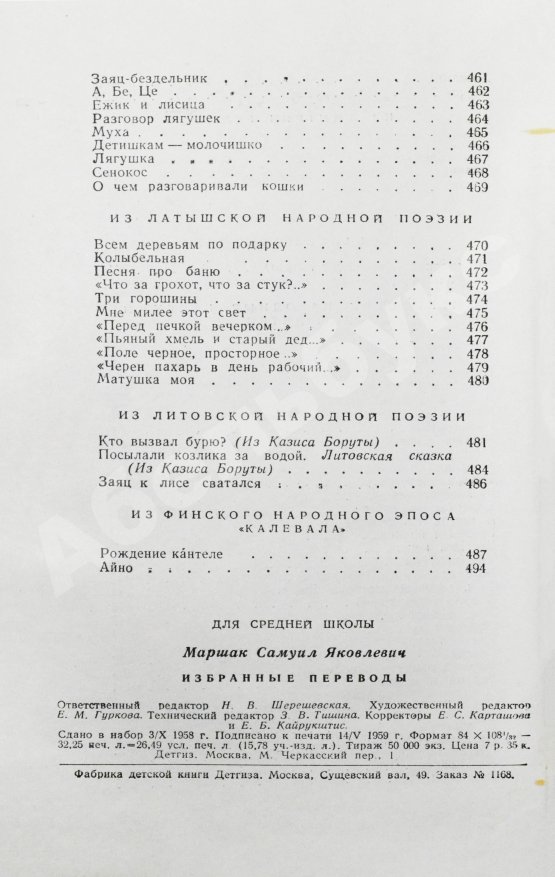 Заяц-бездельник . . . . . . . . . . . . 461
А, Бе, Це . . . . . . . . . . . . . . . 462
Ежик и лисица . . . . . . . . . . . . 463
Разговор лягушек . . . . . . . . . . . 464
Муха . . . . . . . . . . . . . . . . . 465
Детишкам — молочишко . . . . . . . . . 466
Лягушка . . . . . . . . . . . . . . . 467
Сенокос . . . . . . . . . . . . . . . 468
О чем разговаривали кошки . . . . . . . 469
ИЗ ЛАТЫШСКОЙ НАРОДНОЙ ПОЭЗИИ
Всем деревьям по подарку . . . . . . . . 470
Колыбельная . . . . . . . . . . . . . 471
Песня про баню . . . . . . . . . . . . 472
«Что за грохот, что за стук?..» . . . . . . 473
Три горошины . . . . . . . . . . . . . 474
Мне милее этот свет . . . . . . . . . . 475
«Перед печкой вечерком...» . . . . . . . 476
«Пьяный хмель и старый дед...» . . . . . 477
«Поле черное, просторное...» . . . . . . . 478
«Черен пахарь в день рабочий...» . . . . . 479
Матушка моя . . . . . . . . . . . . . 480
ИЗ ЛИТОВСКОЙ НАРОДНОЙ ПОЭЗИИ
Кто вызвал бурю? (Из Казиса Боруты) . . . . 481
Посылали козлика за водой. Литовская сказка
(Из Казиса Боруты) . . . . . . . . . . 484
Заяц к лисе сватался . . . . . . . . . . 486
ИЗ ФИНСКОГО НАРОДНОГО ЭПОСА
«КАЛЕВАЛА»
Рождение кáнтеле . . . . . . . . . . . 487
Айно . . . . . . . . . . . . . . . . . 494
ДЛЯ СРЕДНЕЙ ШКОЛЫ
Маршак Самуил Яковлевич
ИЗБРАННЫЕ ПЕРЕВОДЫ
Ответственный редактор Н. В. Шерешевская. Художественный редактор
Е. М. Гуркова. Технический редактор З. В. Тишина. Корректоры Е. С. Карташова
и Е. Б. Кайрукштис.
Сдано в набор 3/X 1958 г. Подписано к печати 14/V 1959 г. Формат 84 × 108¹/₃₂ —
32,25 печ. л.=26,49 усл. печ. л (15,78 уч.-изд. л.). Тираж 50 000 экз. Цена 7 р. 35 к.
Детгиз. Москва, М. Черкасский пер., 1
Фабрика детской книги Детгиза. Москва, Сущевский вал, 49. Заказ № 1168.